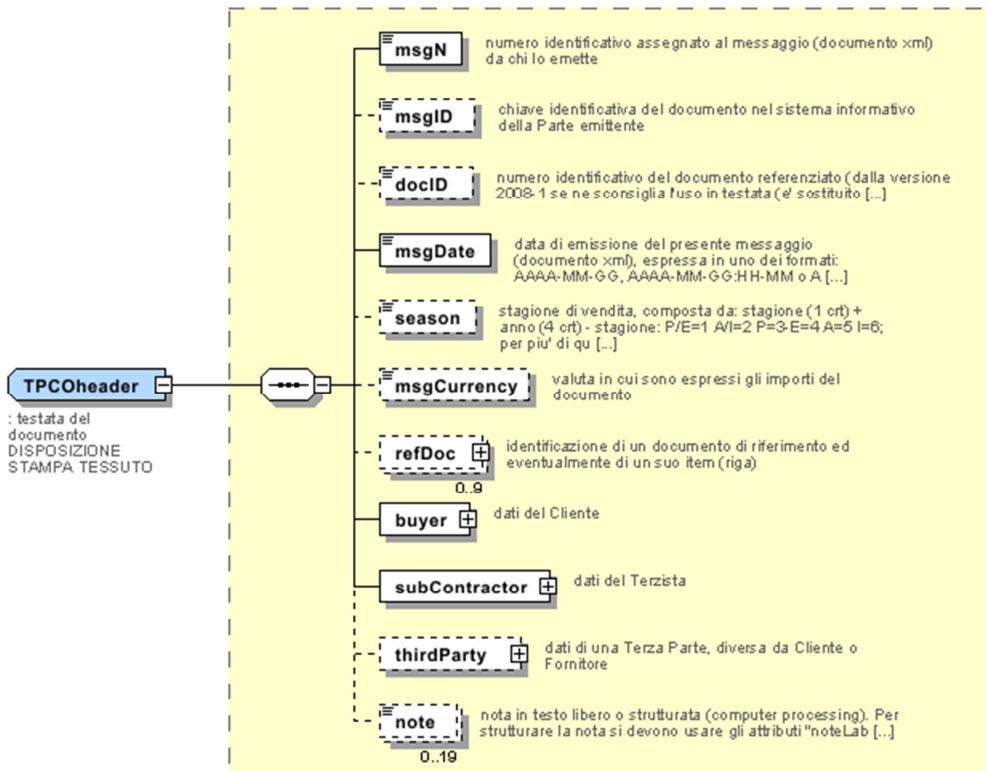 msgN
numero identificativo assegnato al messaggio (documento xml)
da chi lo emette
msgID
chiave identificativa del documento nel sistema informativo
della Parte emittente
docID
numero identificativo del documento referenziato (dalla versione
2008-1 se ne sconsiglia l'uso in testata (e' sostituito [...]
msgDate
data di emissione del presente messaggio
(documento xml), espressa in uno dei formati:
AAAA-MM-GG, AAAA-MM-GG:HH-MM o A [...]
season
stagione di vendita, composta da: stagione (1 crt) +
anno (4 crt) - stagione: P/E=1 A/I=2 P=3-E=4 A=5 I=6;
per piu' di qu [...]
TPCOheader
: testata del
documento
DISPOSIZIONE
STAMPA TESSUTO
msgCurrency
valuta in cui sono espressi gli importi del
documento
refDoc
identificazione di un documento di riferimento ed
eventualmente di un suo item (riga)
0..9
buyer
dati del Cliente
subContractor
dati del Terzista
thirdParty
dati di una Terza Parte, diversa da Cliente o
Fornitore
note
nota in testo libero o strutturata (computer processing). Per
strutturare la nota si devono usare gli attributi "noteLab [...]
0..19